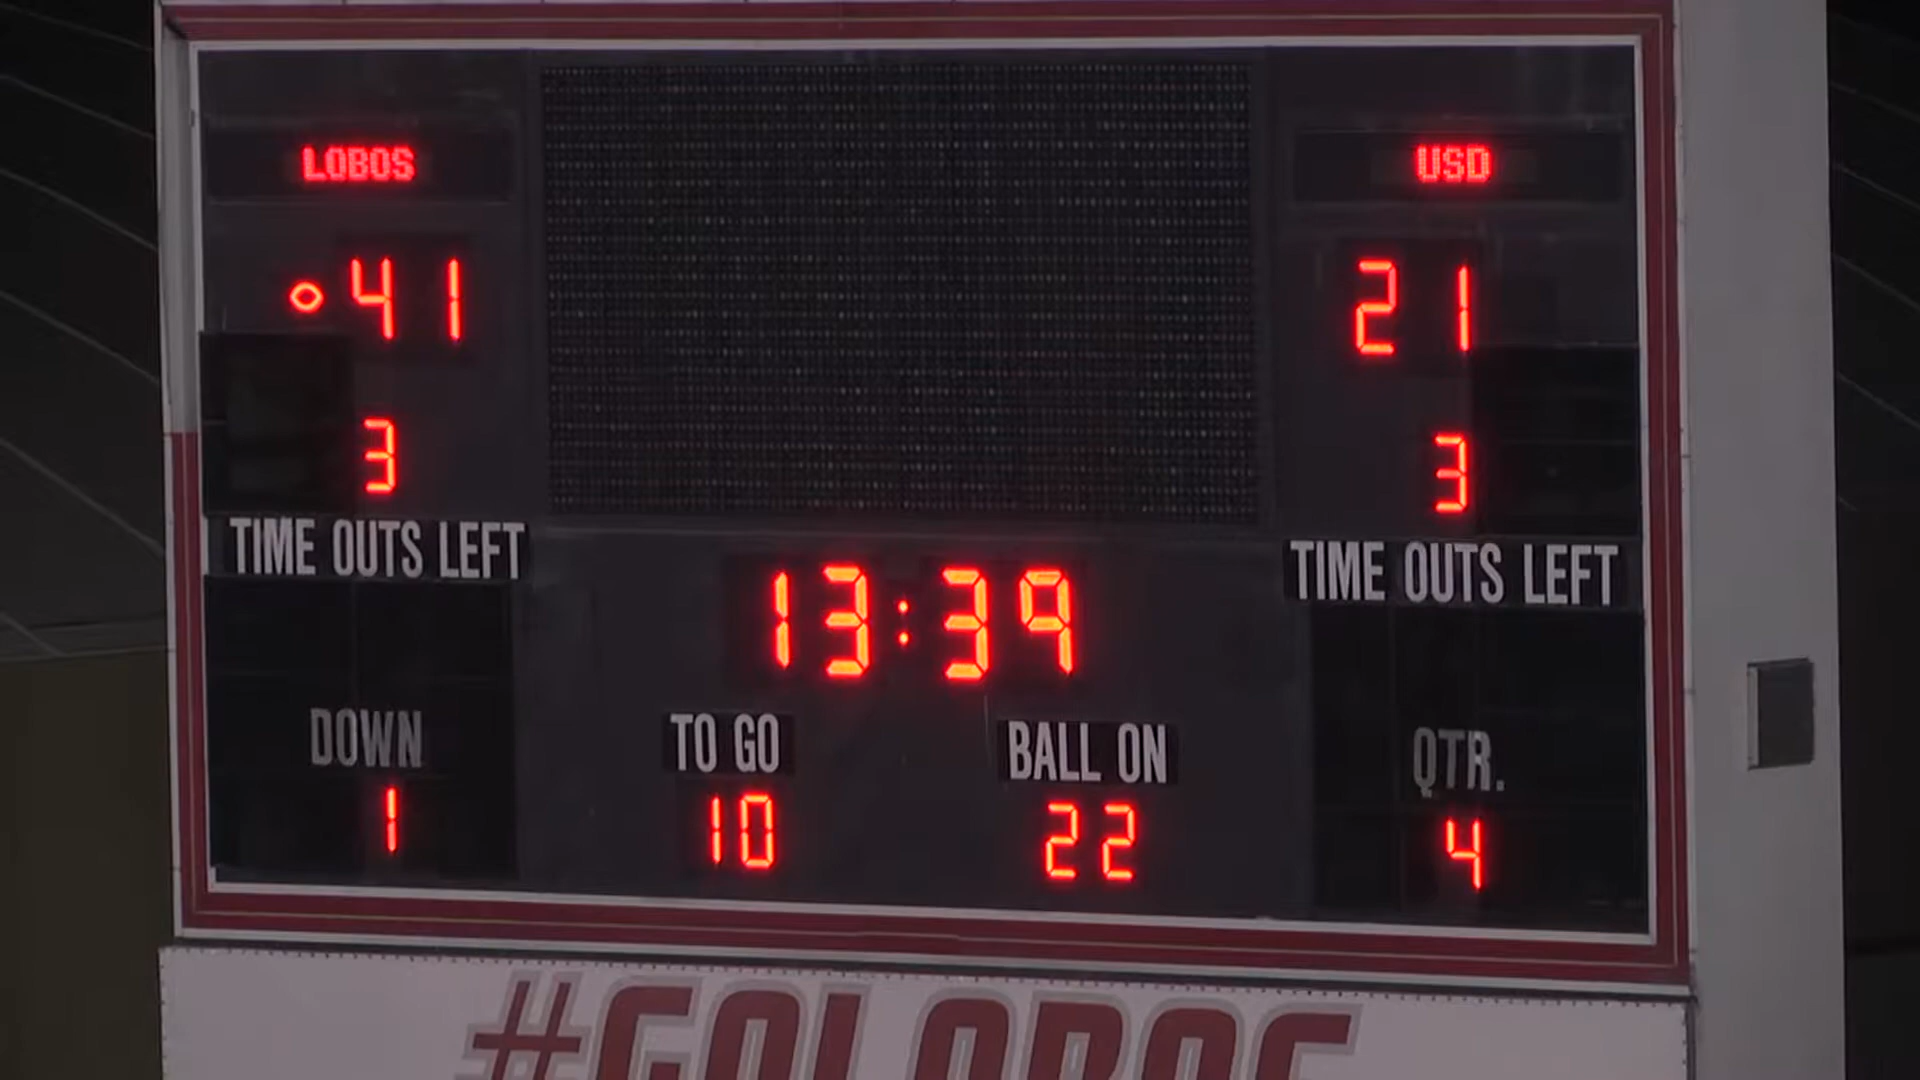 LOBOS
USD
41
21
3
3
TIME OUTS LEFT
TIME OUTS LEFT
13:39
DOWN
TO GO
BALL ON
QTR.
1
10
22
4
#GOLOBOS